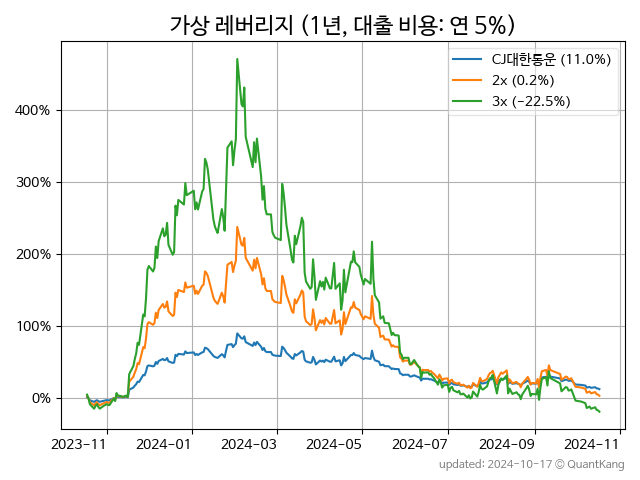 가상 레버리지 (1년, 대출 비용: 연 5%)
CJ대한통운 (11.0%)
2x (0.2%)
3x (−22.5%)
400%
300%
200%
100%
0%
2023-11 2024-01 2024-03 2024-05 2024-07 2024-09 2024-11
updated: 2024-10-17 © QuantKang